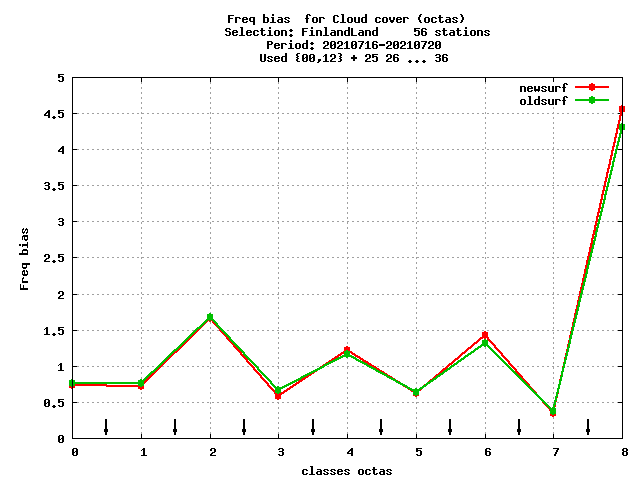 Freq bias  for Cloud cover (octas)
Selection: FinlandLand     56 stations
Period: 20210716-20210720
Used {00,12} + 25 26 ... 36
newsurf
oldsurf
5
4.5
4
3.5
3
2.5
2
1.5
1
0.5
0
Freq bias
0 1 2 3 4 5 6 7 8
classes octas